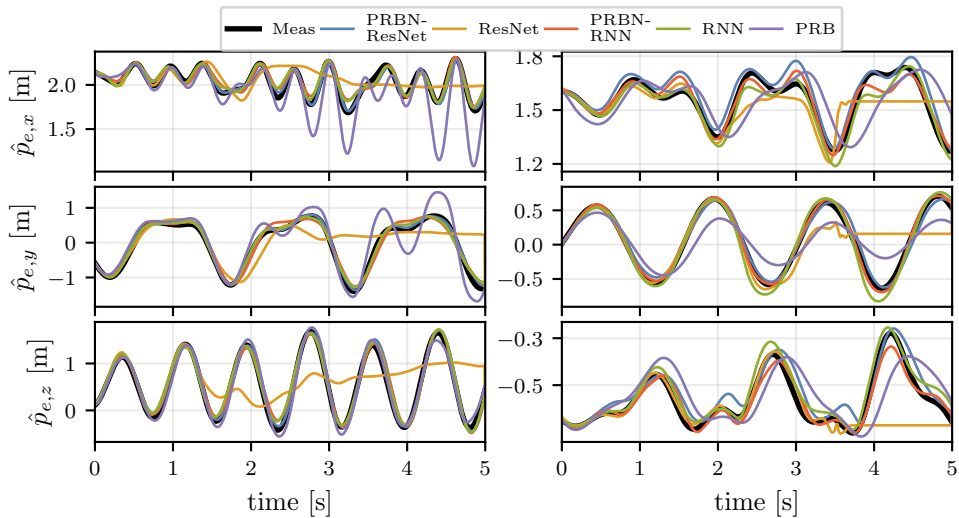 Meas PRBN-ResNet ResNet PRBN-RNN RNN PRB
2.0
1.5
p̂e,x [m]
1.8
1.5
1.2
1
0
−1
p̂e,y [m]
0.5
0.0
−0.5
1
0
p̂e,z [m]
−0.3
−0.5
0 1 2 3 4 5
time [s]
0 1 2 3 4 5
time [s]